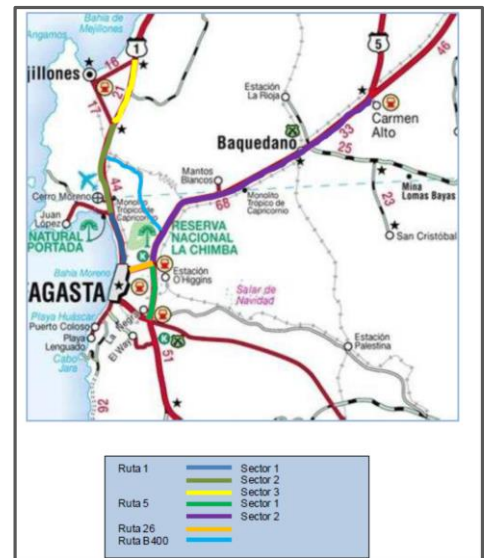 Bahía de
Mejillones
Angamos
1
16
jillones
21
17
5
46
Estación
La Rioja
Carmen
Alto
Baquedano
33
25
Mantos
Blancos
44
Cerro Moreno
Monolito
Trópico de
Capricornio
68
Monolito
Trópico de
Capricornio
Mina
Lomas Bayas
23
Juan
López
NATURAL
PORTADA
RESERVA
NACIONAL
LA CHIMBA
San Cristóbal
K
Bahía Moreno
Estación
O'Higgins
AGASTA
Salar de
Navidad
Playa Huáscar
Puerto Coloso
La Negra
Playa
Lenguado
El Way
K
Cabo
Jara
51
Estación
Palestina
92
Ruta 1 Sector 1
Sector 2
Sector 3
Ruta 5 Sector 1
Sector 2
Ruta 26
Ruta B400